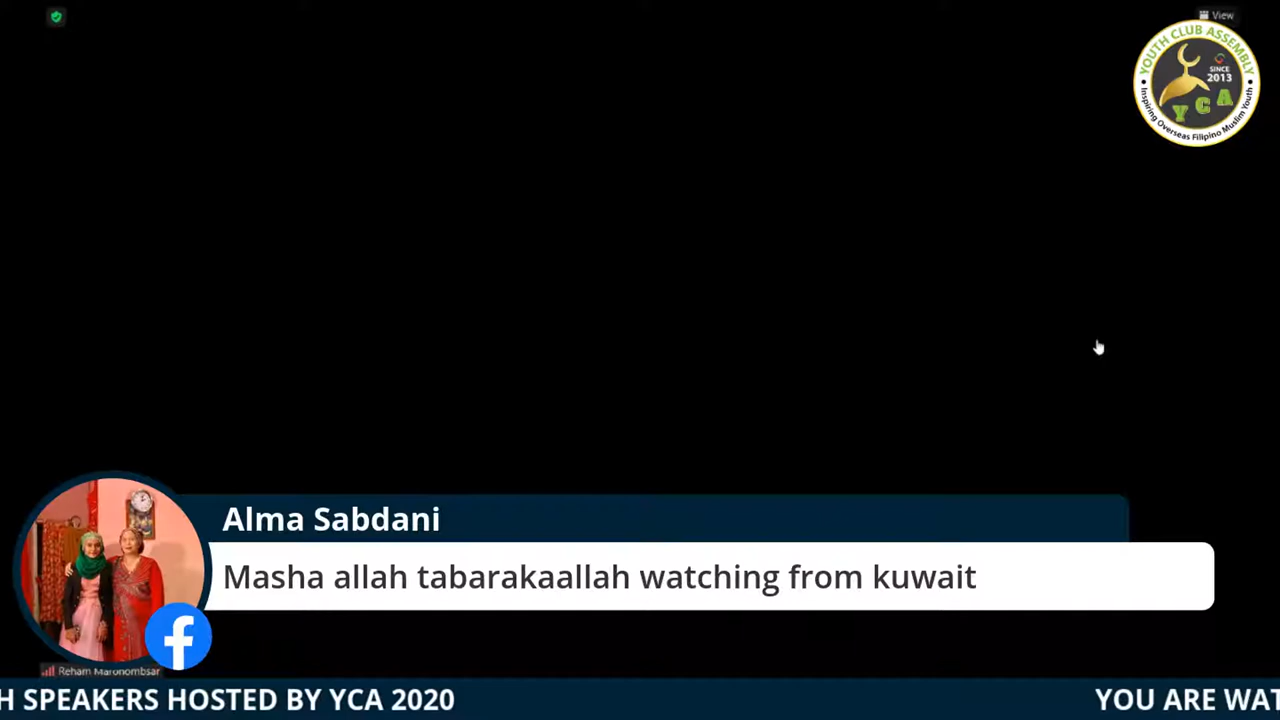 View
YOUTH CLUB ASSEMBLY
SINCE
2013
YCA
Inspiring Overseas Filipino Muslim Youth
Alma Sabdani
Masha allah tabarakaallah watching from kuwait
Reham Maronombsar
H SPEAKERS HOSTED BY YCA 2020
YOU ARE WAT